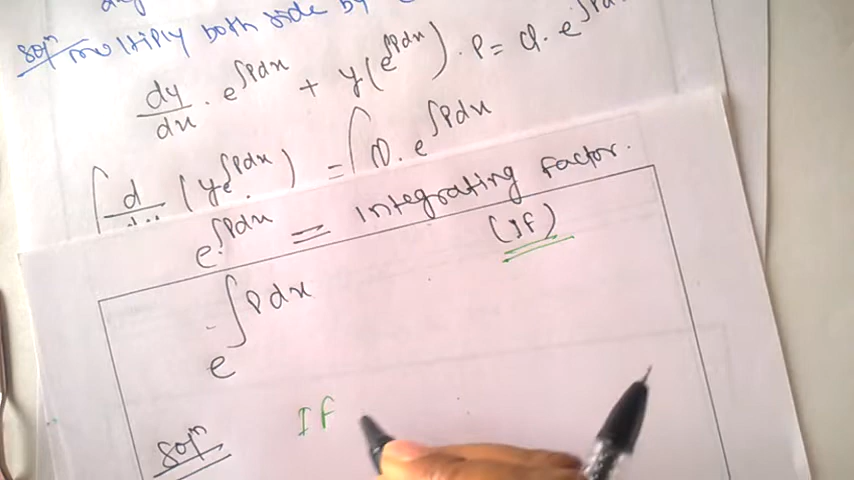 Solⁿ multiply both side by
dy/dx · e^∫Pdx + y(e^∫Pdx) · P = Q · e^∫Pdx
∫ d/dx (ye^∫Pdx) = ∫ Q · e^∫Pdx
e^∫Pdx = Integrating factor.
(If)
e^∫Pdx
Solⁿ If